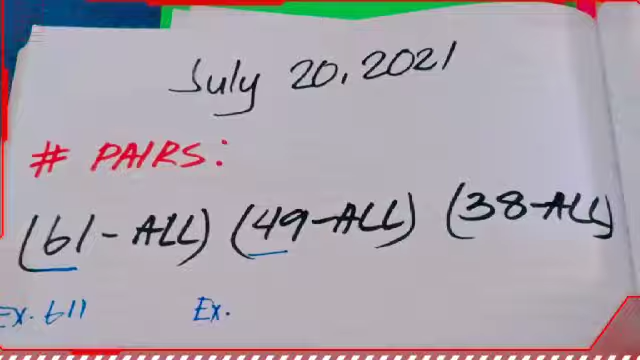 July 20, 2021
# PAIRS:
(61-ALL) (49-ALL) (38-ALL)
Ex. 611 Ex.